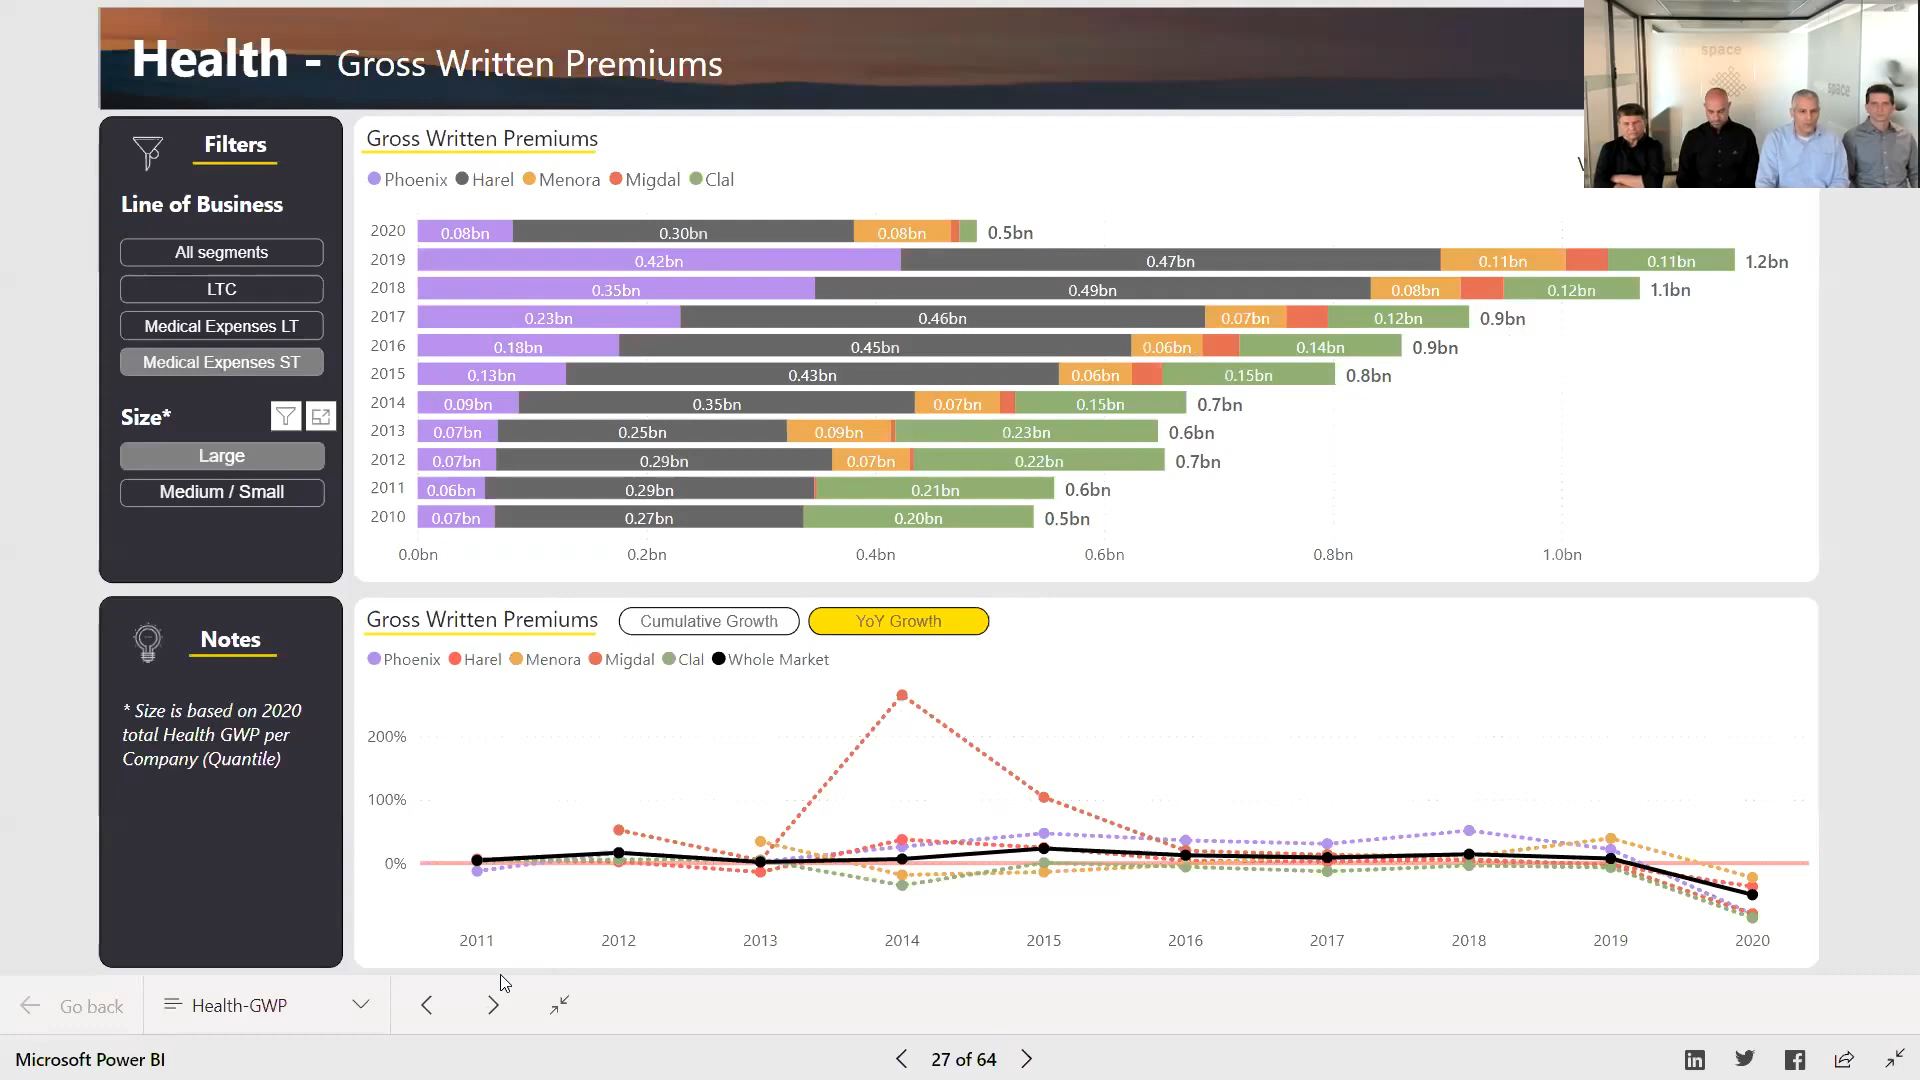 Health - Gross Written Premiums
space
space
Filters
Line of Business
All segments
LTC
Medical Expenses LT
Medical Expenses ST
Size*
Large
Medium / Small
Gross Written Premiums
Phoenix Harel Menora Migdal Clal
2020 0.08bn 0.30bn 0.08bn 0.5bn
2019 0.42bn 0.47bn 0.11bn 0.11bn 1.2bn
2018 0.35bn 0.49bn 0.08bn 0.12bn 1.1bn
2017 0.23bn 0.46bn 0.07bn 0.12bn 0.9bn
2016 0.18bn 0.45bn 0.06bn 0.14bn 0.9bn
2015 0.13bn 0.43bn 0.06bn 0.15bn 0.8bn
2014 0.09bn 0.35bn 0.07bn 0.15bn 0.7bn
2013 0.07bn 0.25bn 0.09bn 0.23bn 0.6bn
2012 0.07bn 0.29bn 0.07bn 0.22bn 0.7bn
2011 0.06bn 0.29bn 0.21bn 0.6bn
2010 0.07bn 0.27bn 0.20bn 0.5bn
0.0bn 0.2bn 0.4bn 0.6bn 0.8bn 1.0bn
Notes
* Size is based on 2020
total Health GWP per
Company (Quantile)
Gross Written Premiums Cumulative Growth YoY Growth
Phoenix Harel Menora Migdal Clal Whole Market
200%
100%
0%
2011 2012 2013 2014 2015 2016 2017 2018 2019 2020
Go back Health-GWP
Microsoft Power BI 27 of 64